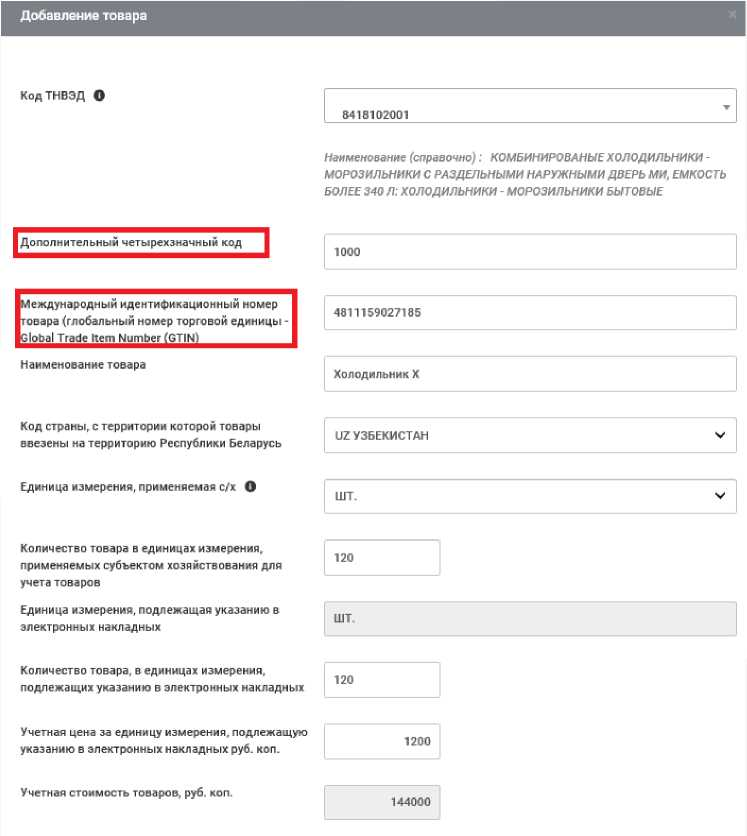 Добавление товара ×
Код ТНВЭД
8418102001
Наименование (справочно) : КОМБИНИРОВАНЫЕ ХОЛОДИЛЬНИКИ -
МОРОЗИЛЬНИКИ С РАЗДЕЛЬНЫМИ НАРУЖНЫМИ ДВЕРЬ МИ, ЕМКОСТЬ
БОЛЕЕ 340 Л: ХОЛОДИЛЬНИКИ - МОРОЗИЛЬНИКИ БЫТОВЫЕ
Дополнительный четырехзначный код
1000
Международный идентификационный номер
товара (глобальный номер торговой единицы -
Global Trade Item Number (GTIN)
4811159027185
Наименование товара
Холодильник Х
Код страны, с территории которой товары
ввезены на территорию Республики Беларусь
UZ УЗБЕКИСТАН
Единица измерения, применяемая с/х
ШТ.
Количество товара в единицах измерения,
применяемых субъектом хозяйствования для
учета товаров
120
Единица измерения, подлежащая указанию в
электронных накладных
ШТ.
Количество товара, в единицах измерения,
подлежащих указанию в электронных накладных
120
Учетная цена за единицу измерения, подлежащую
указанию в электронных накладных руб. коп.
1200
Учетная стоимость товаров, руб. коп.
144000